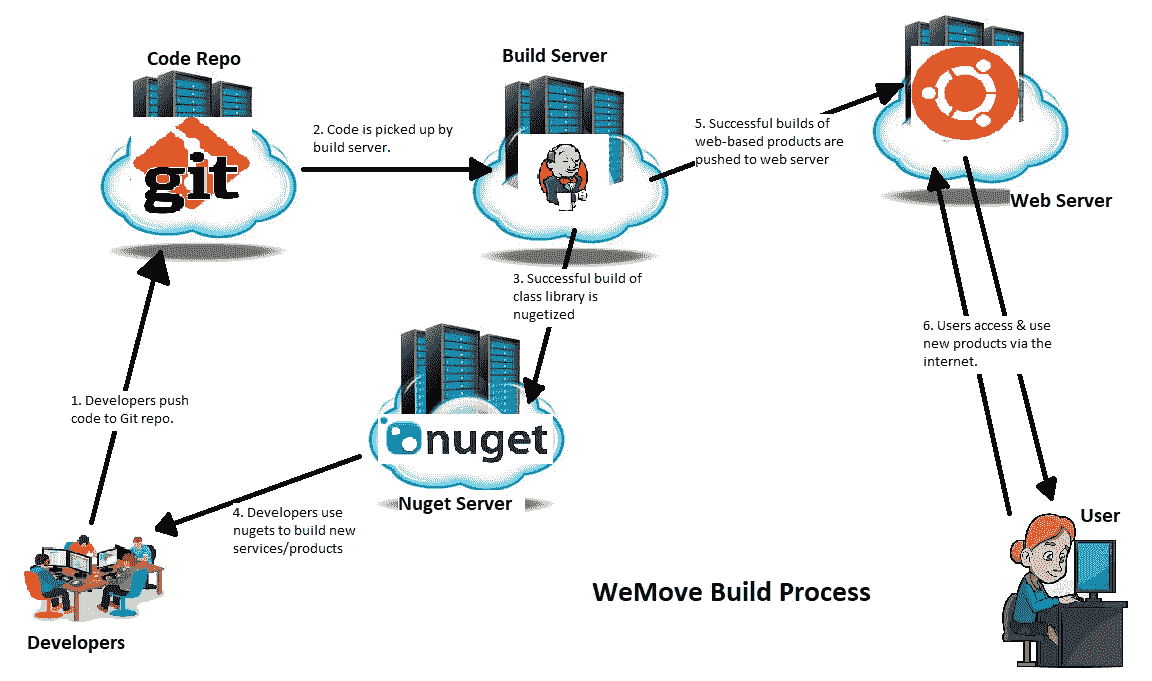 Code Repo
Build Server
git
2. Code is picked up by
build server.
5. Successful builds of
web-based products are
pushed to web server
Web Server
3. Successful build of
class library is
nugetized
6. Users access & use
new products via the
internet.
1. Developers push
code to Git repo.
nuget
Nuget Server
4. Developers use
nugets to build new
services/products
User
WeMove Build Process
Developers